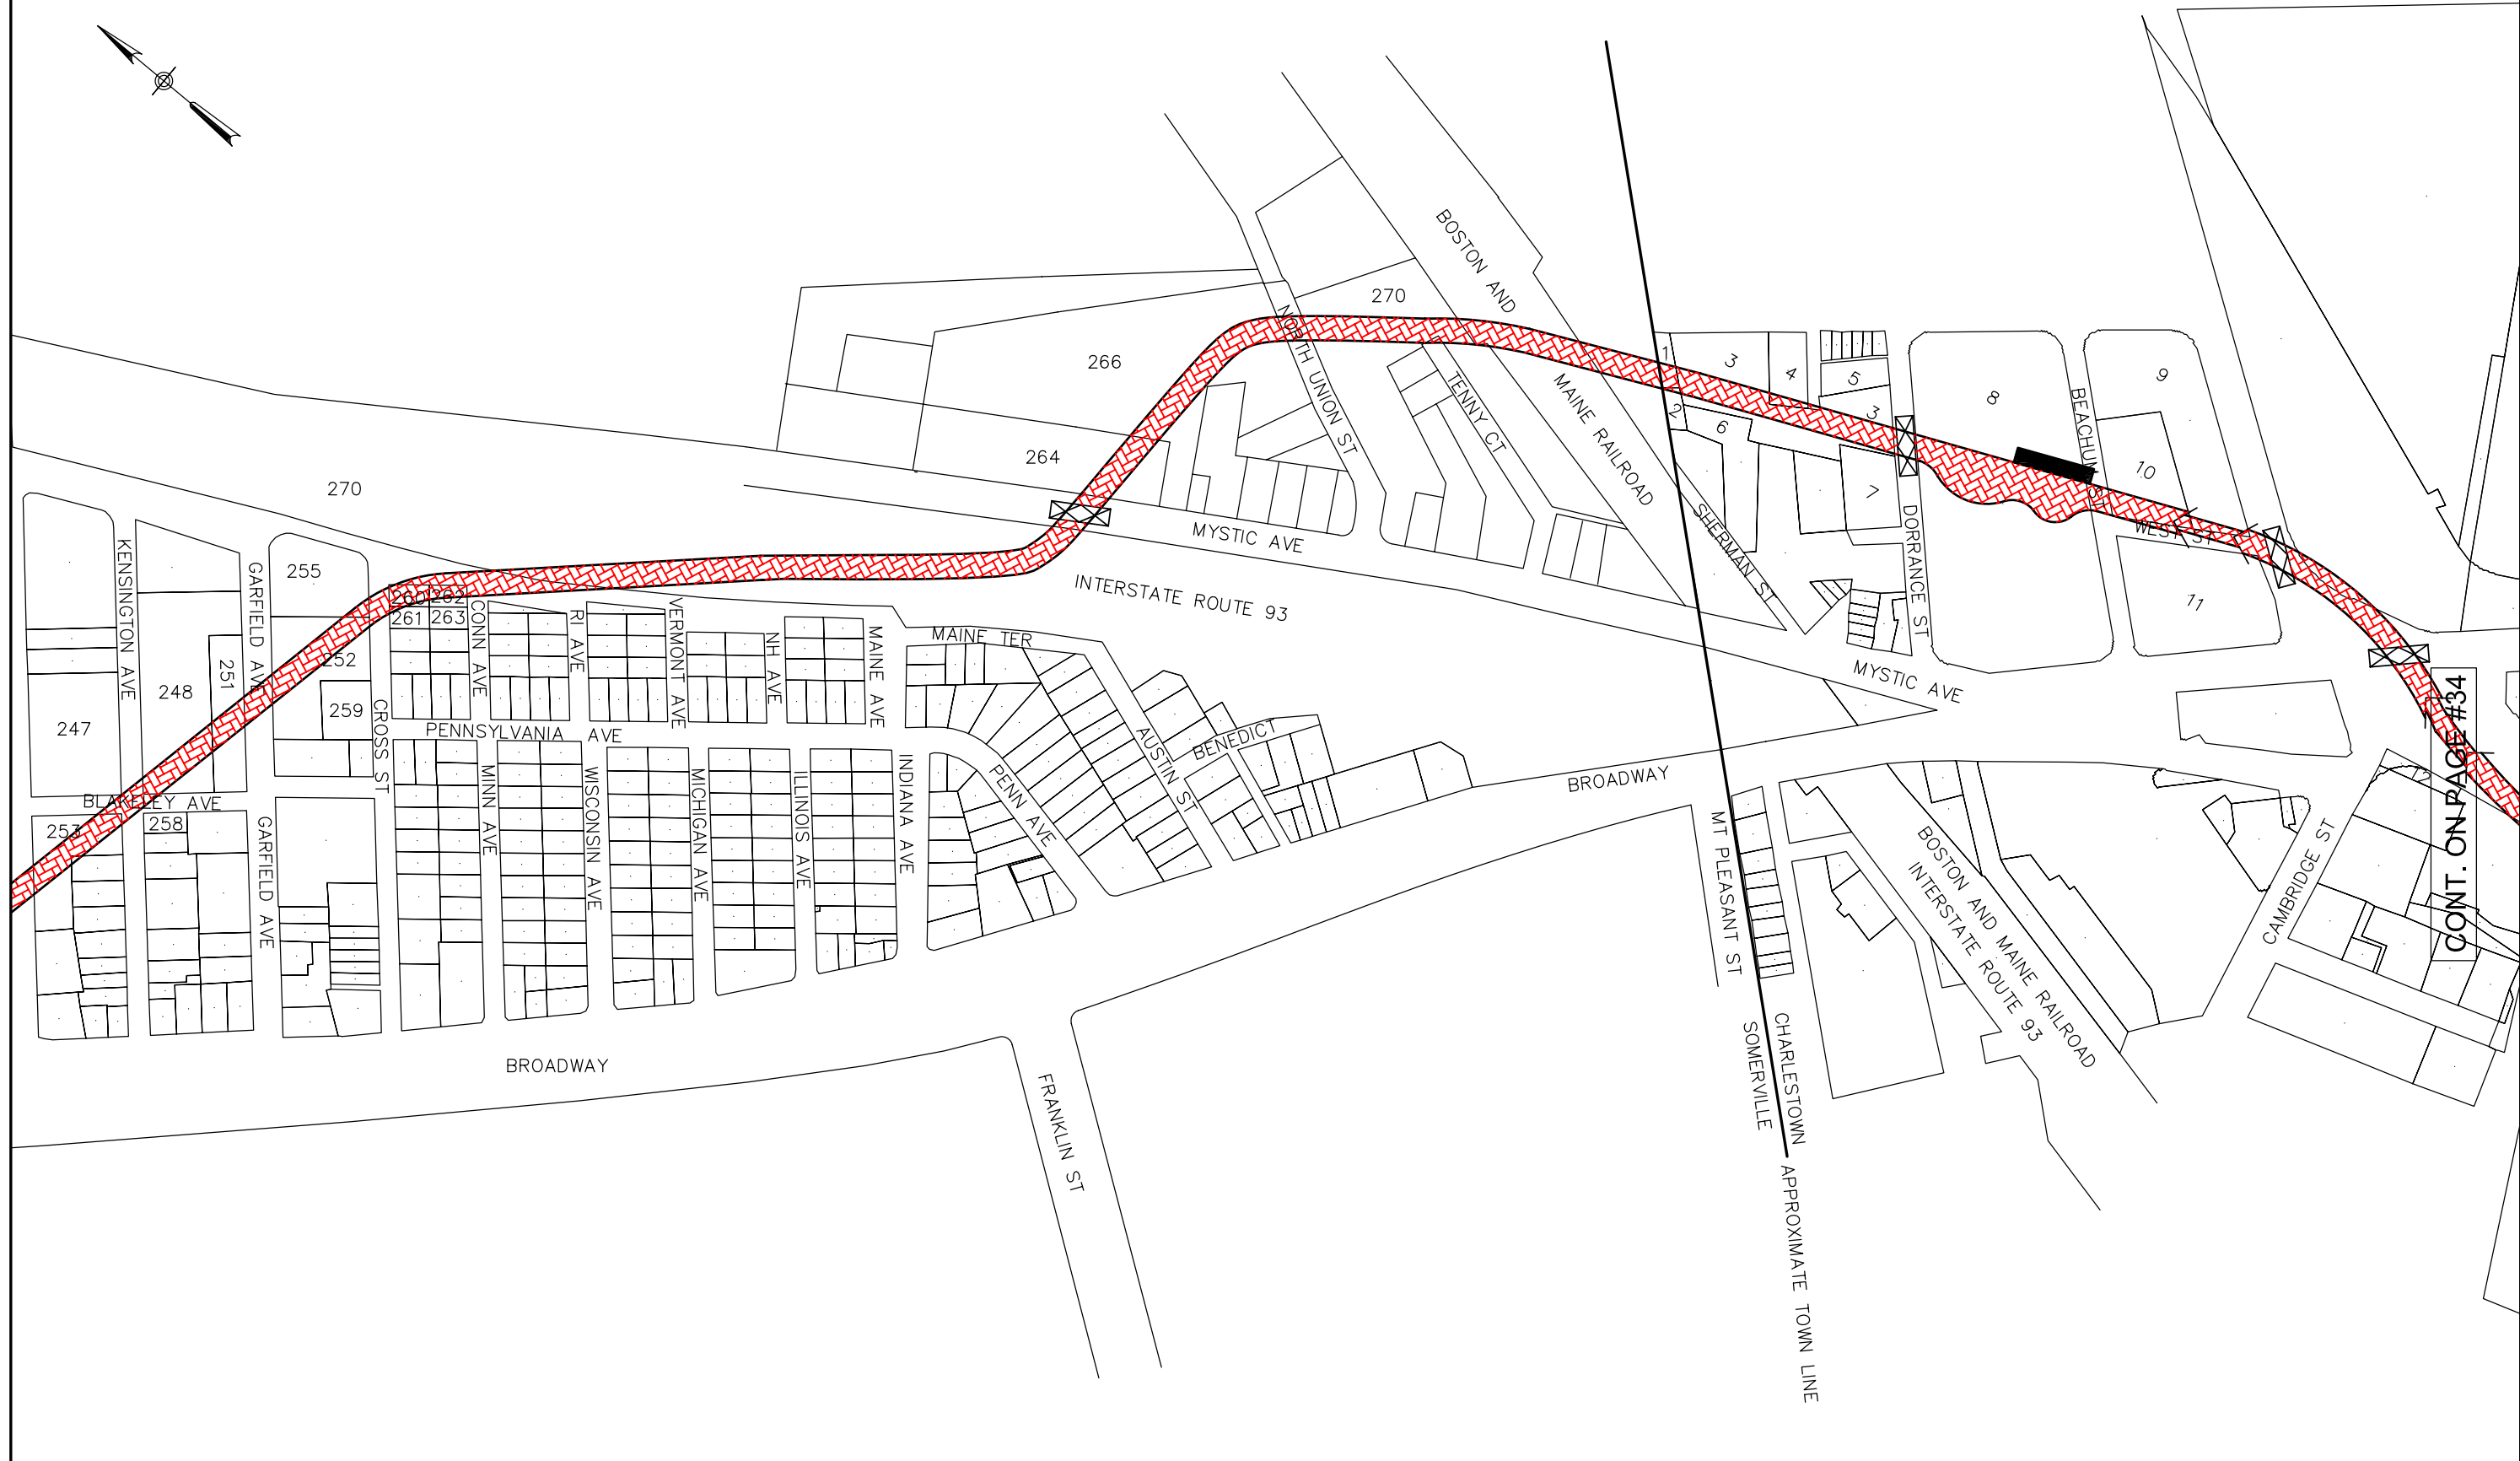 BOSTON AND
MAINE RAILROAD
270
266
264
NORTH UNION ST
TENNY CT
1
3
4
5
3
2
6
7
8
9
10
11
12
BEACHUM ST
WEST ST
SHERMAN ST
DORRANCE ST
MYSTIC AVE
INTERSTATE ROUTE 93
MYSTIC AVE
270
KENSINGTON AVE
GARFIELD AVE
255
260
262
261
263
252
251
248
247
259
CROSS ST
CONN AVE
RI AVE
VERMONT AVE
NH AVE
MAINE AVE
MAINE TER
PENNSYLVANIA AVE
BLAKELEY AVE
253
258
GARFIELD AVE
MINN AVE
WISCONSIN AVE
MICHIGAN AVE
ILLINOIS AVE
INDIANA AVE
PENN AVE
AUSTIN ST
BENEDICT
BROADWAY
BROADWAY
FRANKLIN ST
MT PLEASANT ST
SOMERVILLE
CHARLESTOWN
APPROXIMATE TOWN LINE
BOSTON AND MAINE RAILROAD
INTERSTATE ROUTE 93
CAMBRIDGE ST
CONT. ON PAGE #34